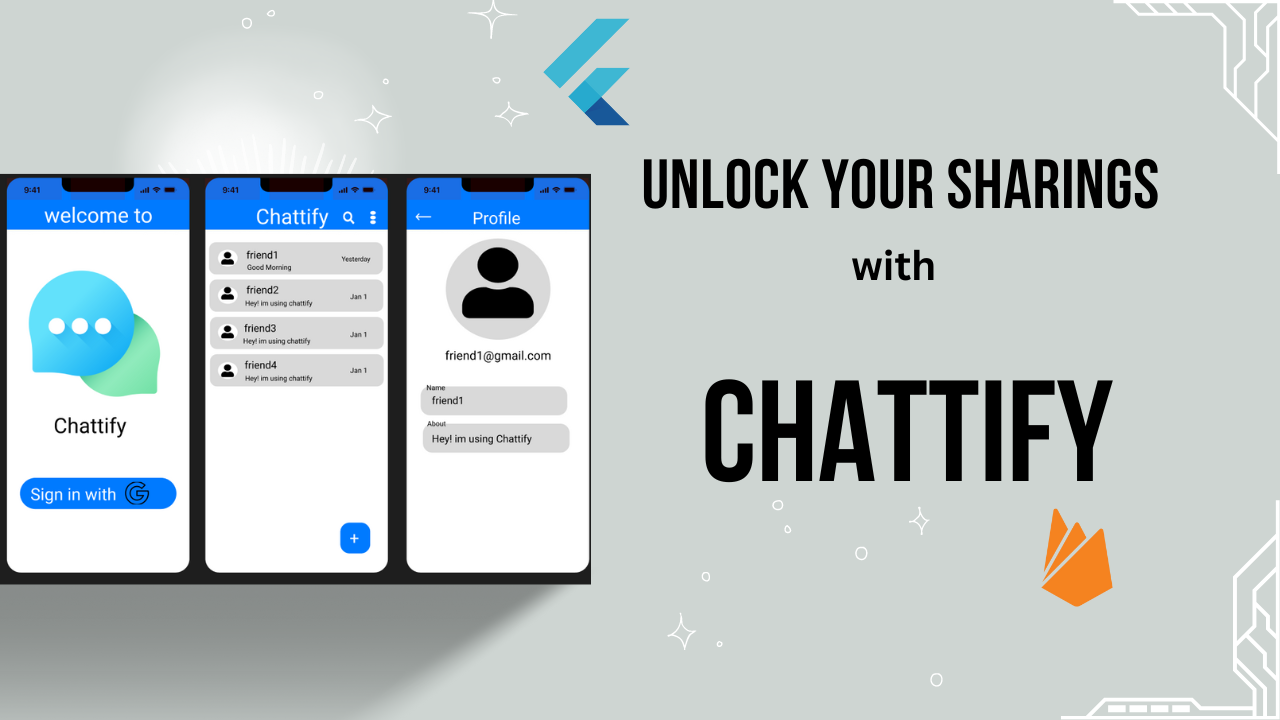 9:41
welcome to
Chattify
Sign in with G
9:41
Chattify
friend1
Good Morning
Yesterday
friend2
Hey! im using chattify
Jan 1
friend3
Hey! im using chattify
Jan 1
friend4
Hey! im using chattify
Jan 1
+
9:41
Profile
friend1@gmail.com
Name
friend1
About
Hey! im using Chattify
UNLOCK YOUR SHARINGS
with
CHATTIFY